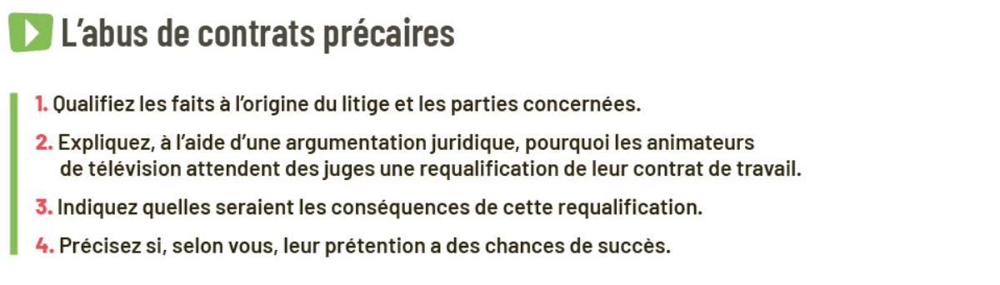 L'abus de contrats précaires
1. Qualifiez les faits à l'origine du litige et les parties concernées.
2. Expliquez, à l'aide d'une argumentation juridique, pourquoi les animateurs
de télévision attendent des juges une requalification de leur contrat de travail.
3. Indiquez quelles seraient les conséquences de cette requalification.
4. Précisez si, selon vous, leur prétention a des chances de succès.